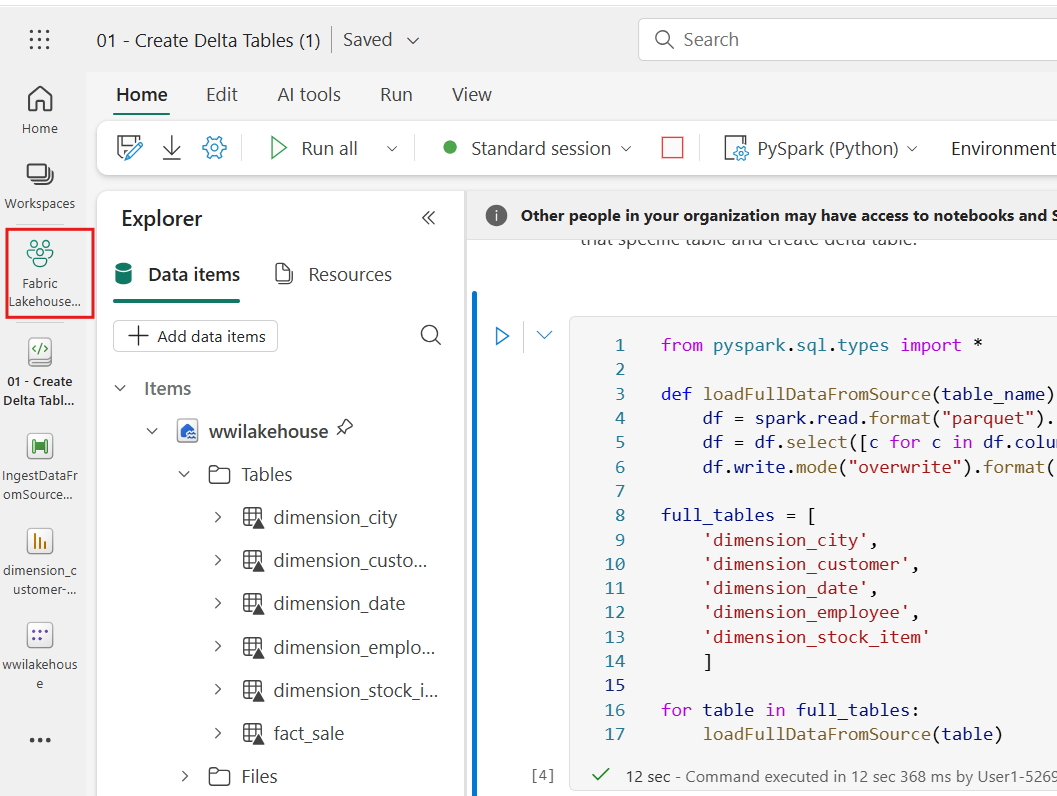 01 - Create Delta Tables (1)
Saved
Search
Home
Workspaces
Fabric
Lakehouse...
01 - Create
Delta Tabl...
IngestDataFr
omSource...
dimension_c
ustomer-...
wwilakehous
e
Home
Edit
AI tools
Run
View
Run all
Standard session
PySpark (Python)
Environment
Explorer
Data items
Resources
Add data items
Items
wwilakehouse
Tables
dimension_city
dimension_custo...
dimension_date
dimension_emplo...
dimension_stock_i...
fact_sale
Files
Other people in your organization may have access to notebooks and S
that specific table and create delta table.
1 from pyspark.sql.types import *
2
3 def loadFullDataFromSource(table_name)
4 df = spark.read.format("parquet").
5 df = df.select([c for c in df.colu
6 df.write.mode("overwrite").format(
7
8 full_tables = [
9 'dimension_city',
10 'dimension_customer',
11 'dimension_date',
12 'dimension_employee',
13 'dimension_stock_item'
14 ]
15
16 for table in full_tables:
17 loadFullDataFromSource(table)
[4]
12 sec - Command executed in 12 sec 368 ms by User1-5269